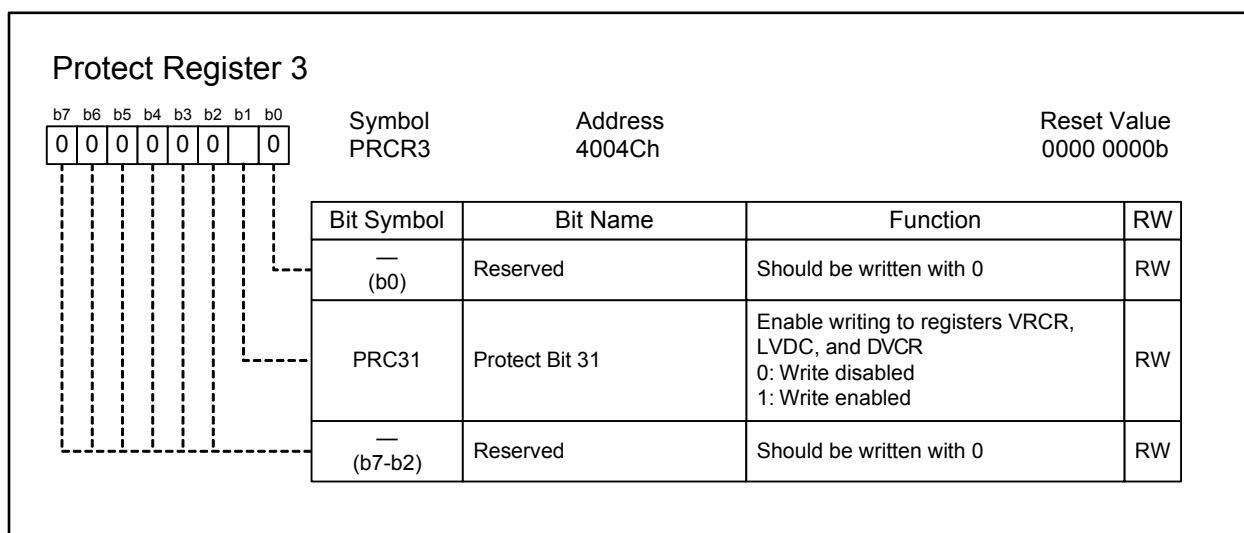 Protect Register 3
b7 b6 b5 b4 b3 b2 b1 b0
0 0 0 0 0 0 0
Symbol Address Reset Value
PRCR3 4004Ch 0000 0000b
Bit Symbol Bit Name Function RW
—
(b0) Reserved Should be written with 0 RW
PRC31 Protect Bit 31 Enable writing to registers VRCR,
LVDC, and DVCR
0: Write disabled
1: Write enabled RW
—
(b7-b2) Reserved Should be written with 0 RW